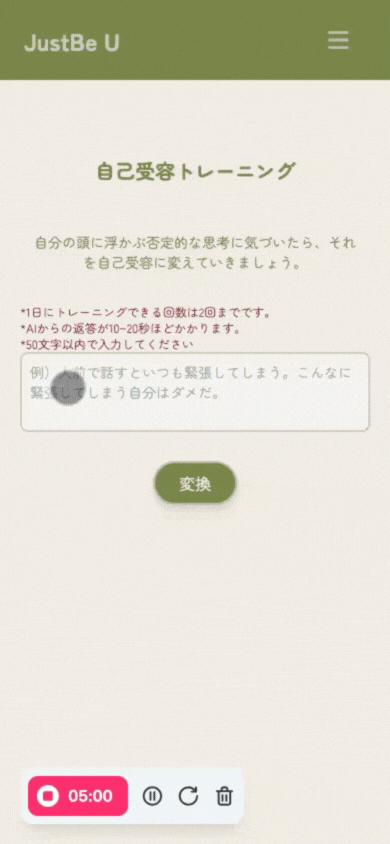 JustBe U
自己受容トレーニング
自分の頭に浮かぶ否定的な思考に気づいたら、それ
を自己受容に変えていきましょう。
*1日にトレーニングできる回数は2回までです。
*AIからの返答が10-20秒ほどかかります。
*50文字以内で入力してください
例）人前で話すといつも緊張してしまう。こんなに
緊張してしまう自分はダメだ。
変換
05:00